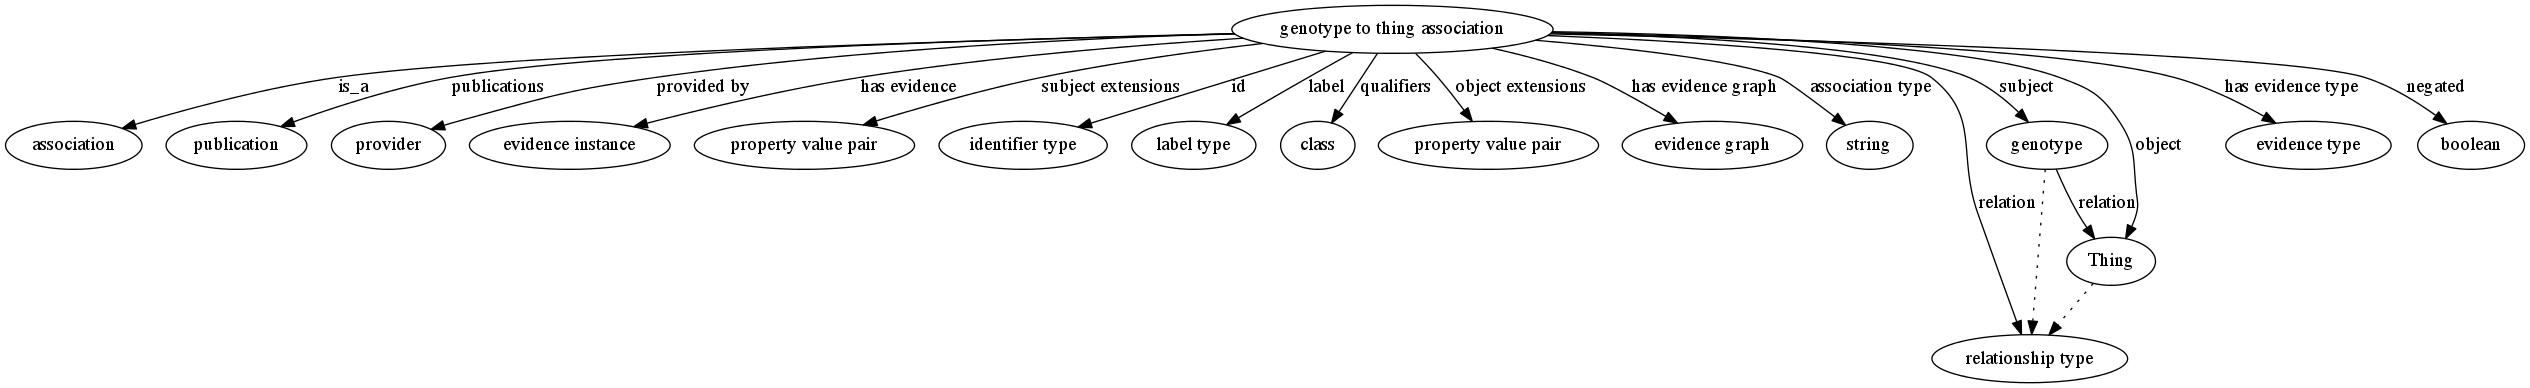 genotype to thing association
is_a
publications
provided by
has evidence
subject extensions
id
label
qualifiers
object extensions
has evidence graph
association type
subject
has evidence type
negated
association
publication
provider
evidence instance
property value pair
identifier type
label type
class
property value pair
evidence graph
string
genotype
object
evidence type
boolean
relation
relation
Thing
relationship type